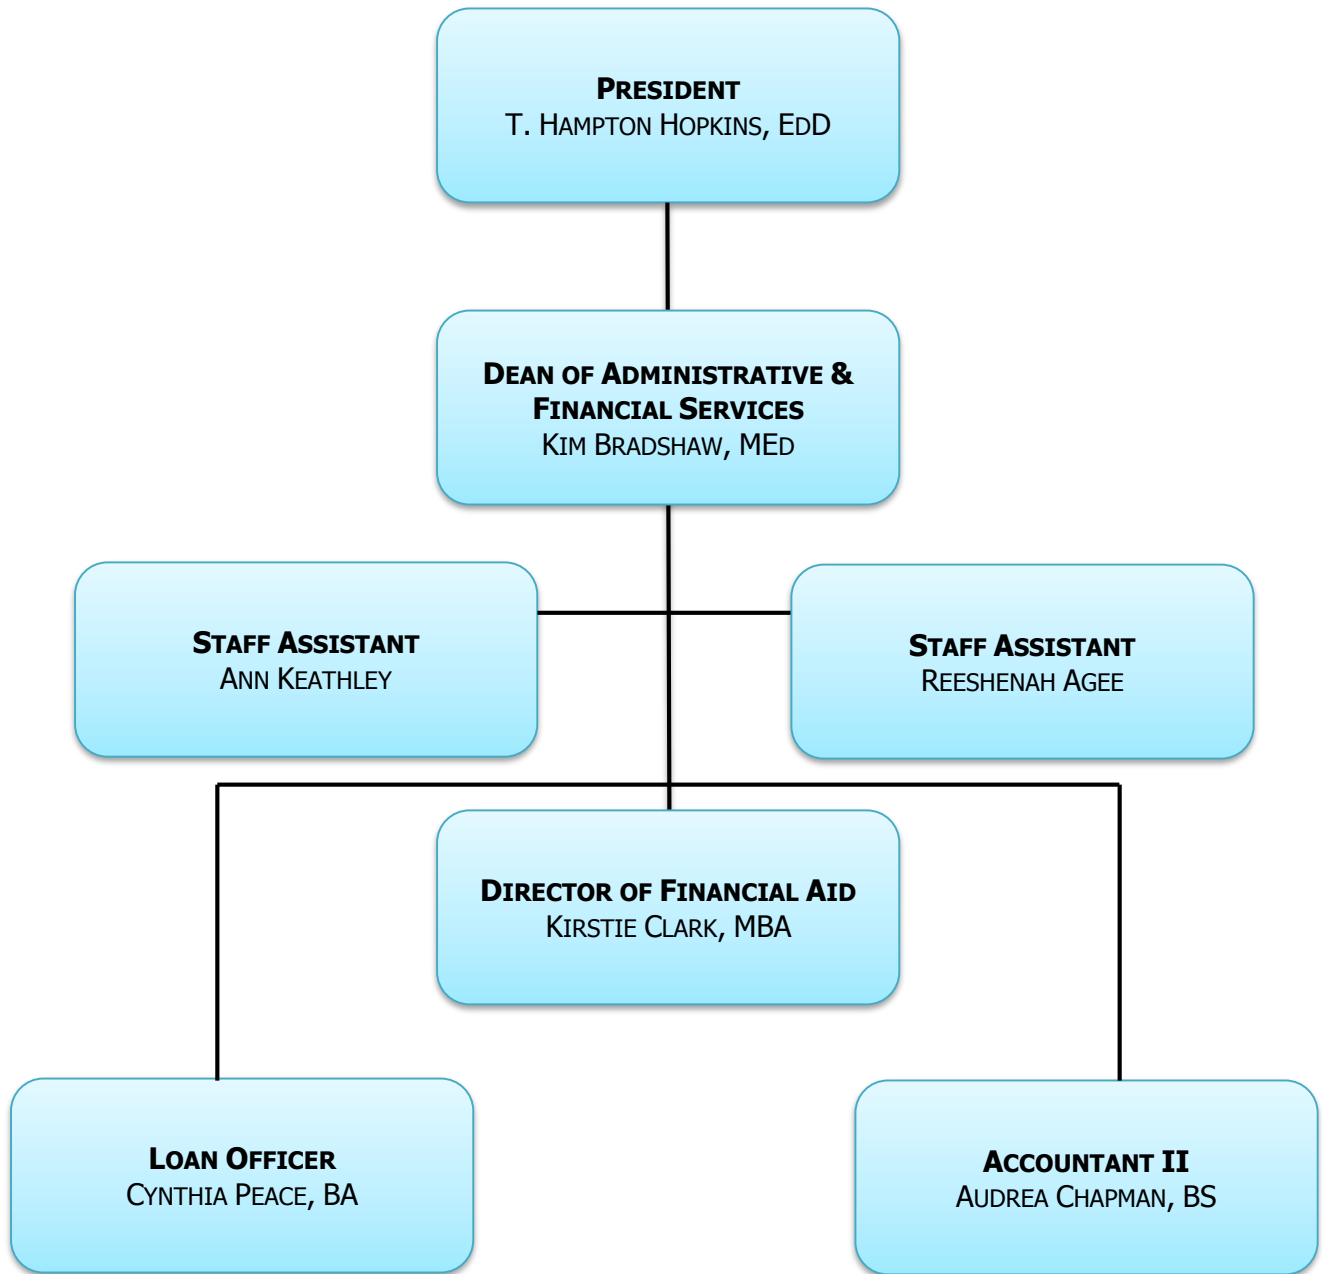 PRESIDENT
T. HAMPTON HOPKINS, EDD
DEAN OF ADMINISTRATIVE &
FINANCIAL SERVICES
KIM BRADSHAW, MED
STAFF ASSISTANT
ANN KEATHLEY
STAFF ASSISTANT
REESHENAH AGEE
DIRECTOR OF FINANCIAL AID
KIRSTIE CLARK, MBA
LOAN OFFICER
CYNTHIA PEACE, BA
ACCOUNTANT II
AUDREA CHAPMAN, BS